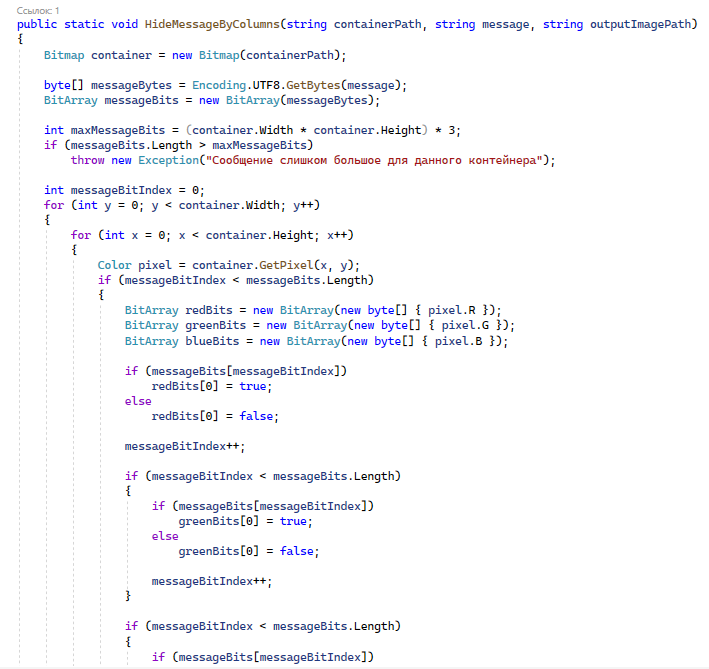 Ссылок: 1
public static void HideMessageByColumns(string containerPath, string message, string outputImagePath)
{
    Bitmap container = new Bitmap(containerPath);

    byte[] messageBytes = Encoding.UTF8.GetBytes(message);
    BitArray messageBits = new BitArray(messageBytes);

    int maxMessageBits = (container.Width * container.Height) * 3;
    if (messageBits.Length > maxMessageBits)
        throw new Exception("Сообщение слишком большое для данного контейнера");

    int messageBitIndex = 0;
    for (int y = 0; y < container.Width; y++)
    {
        for (int x = 0; x < container.Height; x++)
        {
            Color pixel = container.GetPixel(x, y);
            if (messageBitIndex < messageBits.Length)
            {
                BitArray redBits = new BitArray(new byte[] { pixel.R });
                BitArray greenBits = new BitArray(new byte[] { pixel.G });
                BitArray blueBits = new BitArray(new byte[] { pixel.B });

                if (messageBits[messageBitIndex])
                    redBits[0] = true;
                else
                    redBits[0] = false;

                messageBitIndex++;

                if (messageBitIndex < messageBits.Length)
                {
                    if (messageBits[messageBitIndex])
                        greenBits[0] = true;
                    else
                        greenBits[0] = false;

                    messageBitIndex++;
                }

                if (messageBitIndex < messageBits.Length)
                {
                    if (messageBits[messageBitIndex])